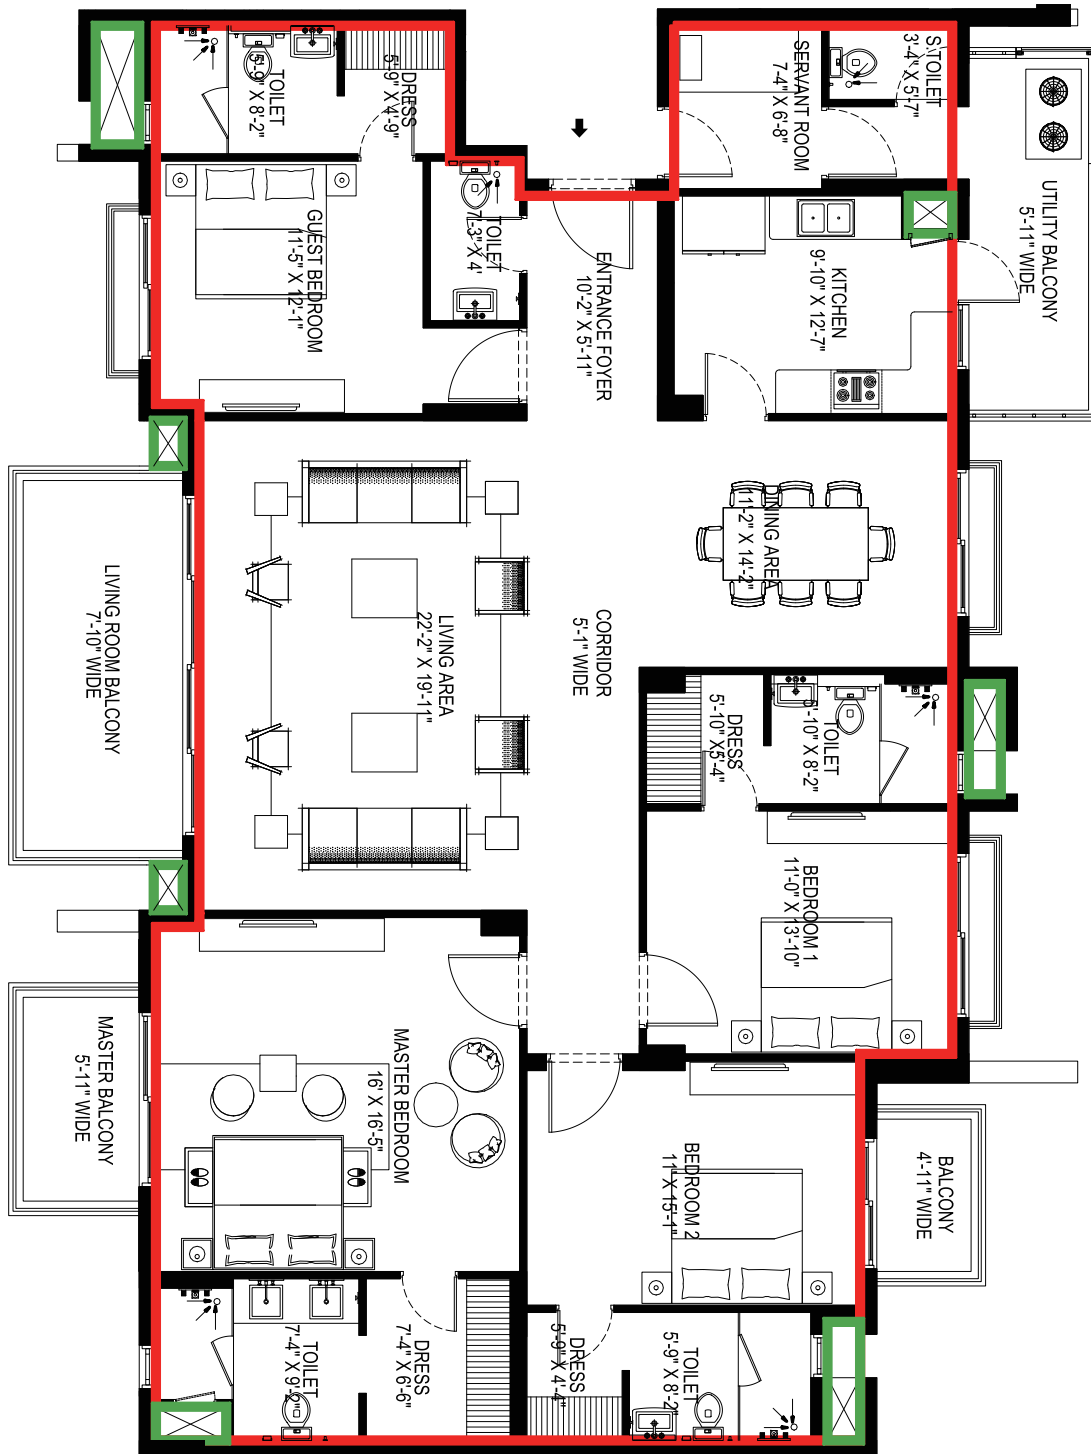 TOILET
5'-9" X 8'-2"
DRESS
5'-9" X 4'-9"
SERVANT ROOM
7'-4" X 6'-8"
S.TOILET
3'-4" X 5'-7"
UTILITY BALCONY
5'-11" WIDE
GUEST BEDROOM
11'-5" X 12'-1"
TOILET
7'-3" X 4'
ENTRANCE FOYER
10'-2" X 5'-11"
KITCHEN
9'-10" X 12'-7"
DINING AREA
11'-2" X 14'-2"
LIVING ROOM BALCONY
7'-10" WIDE
LIVING AREA
22'-2" X 19'-11"
CORRIDOR
5'-1" WIDE
DRESS
5'-10" X 5'-4"
TOILET
5'-10" X 8'-2"
BEDROOM 1
11'-0" X 13'-10"
MASTER BALCONY
5'-11" WIDE
MASTER BEDROOM
16' X 16'-5"
BEDROOM 2
11' X 15'-1"
BALCONY
4'-11" WIDE
TOILET
7'-4" X 9'-2"
DRESS
7'-4" X 6'-6"
DRESS
5'-9" X 4'-4"
TOILET
5'-9" X 8'-2"